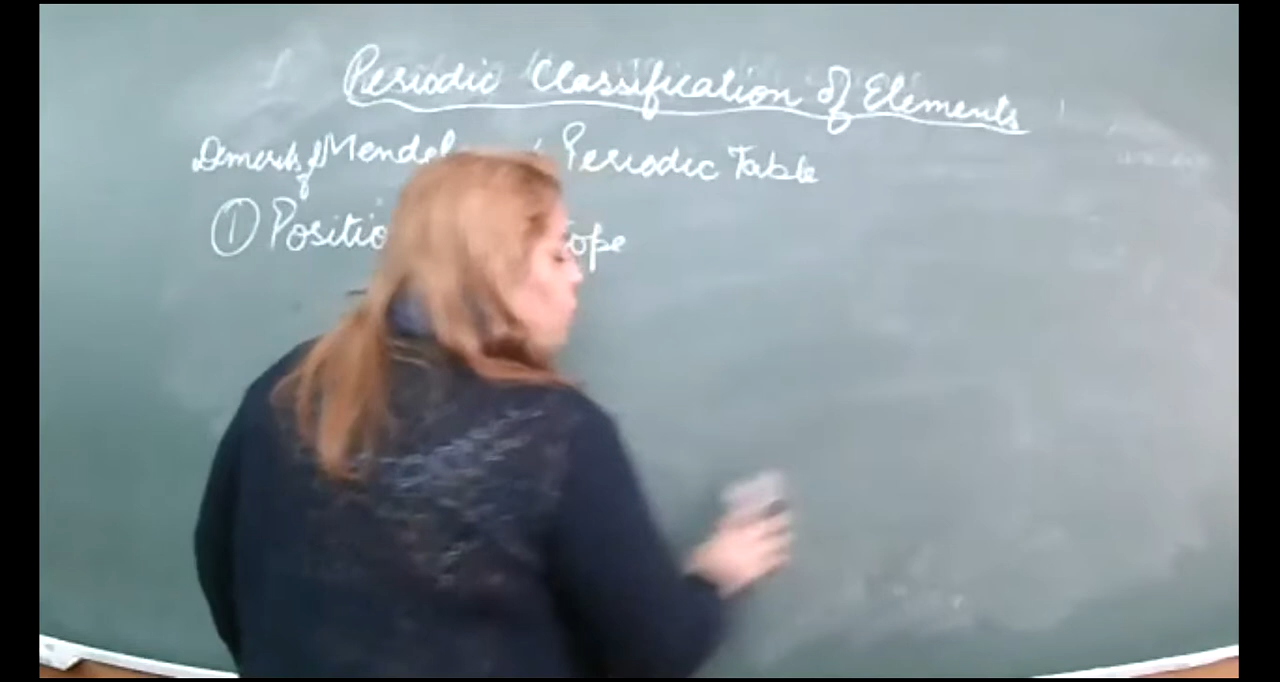 Periodic Classification of Elements
Demerits of Mendel Periodic Table
① Positio ope